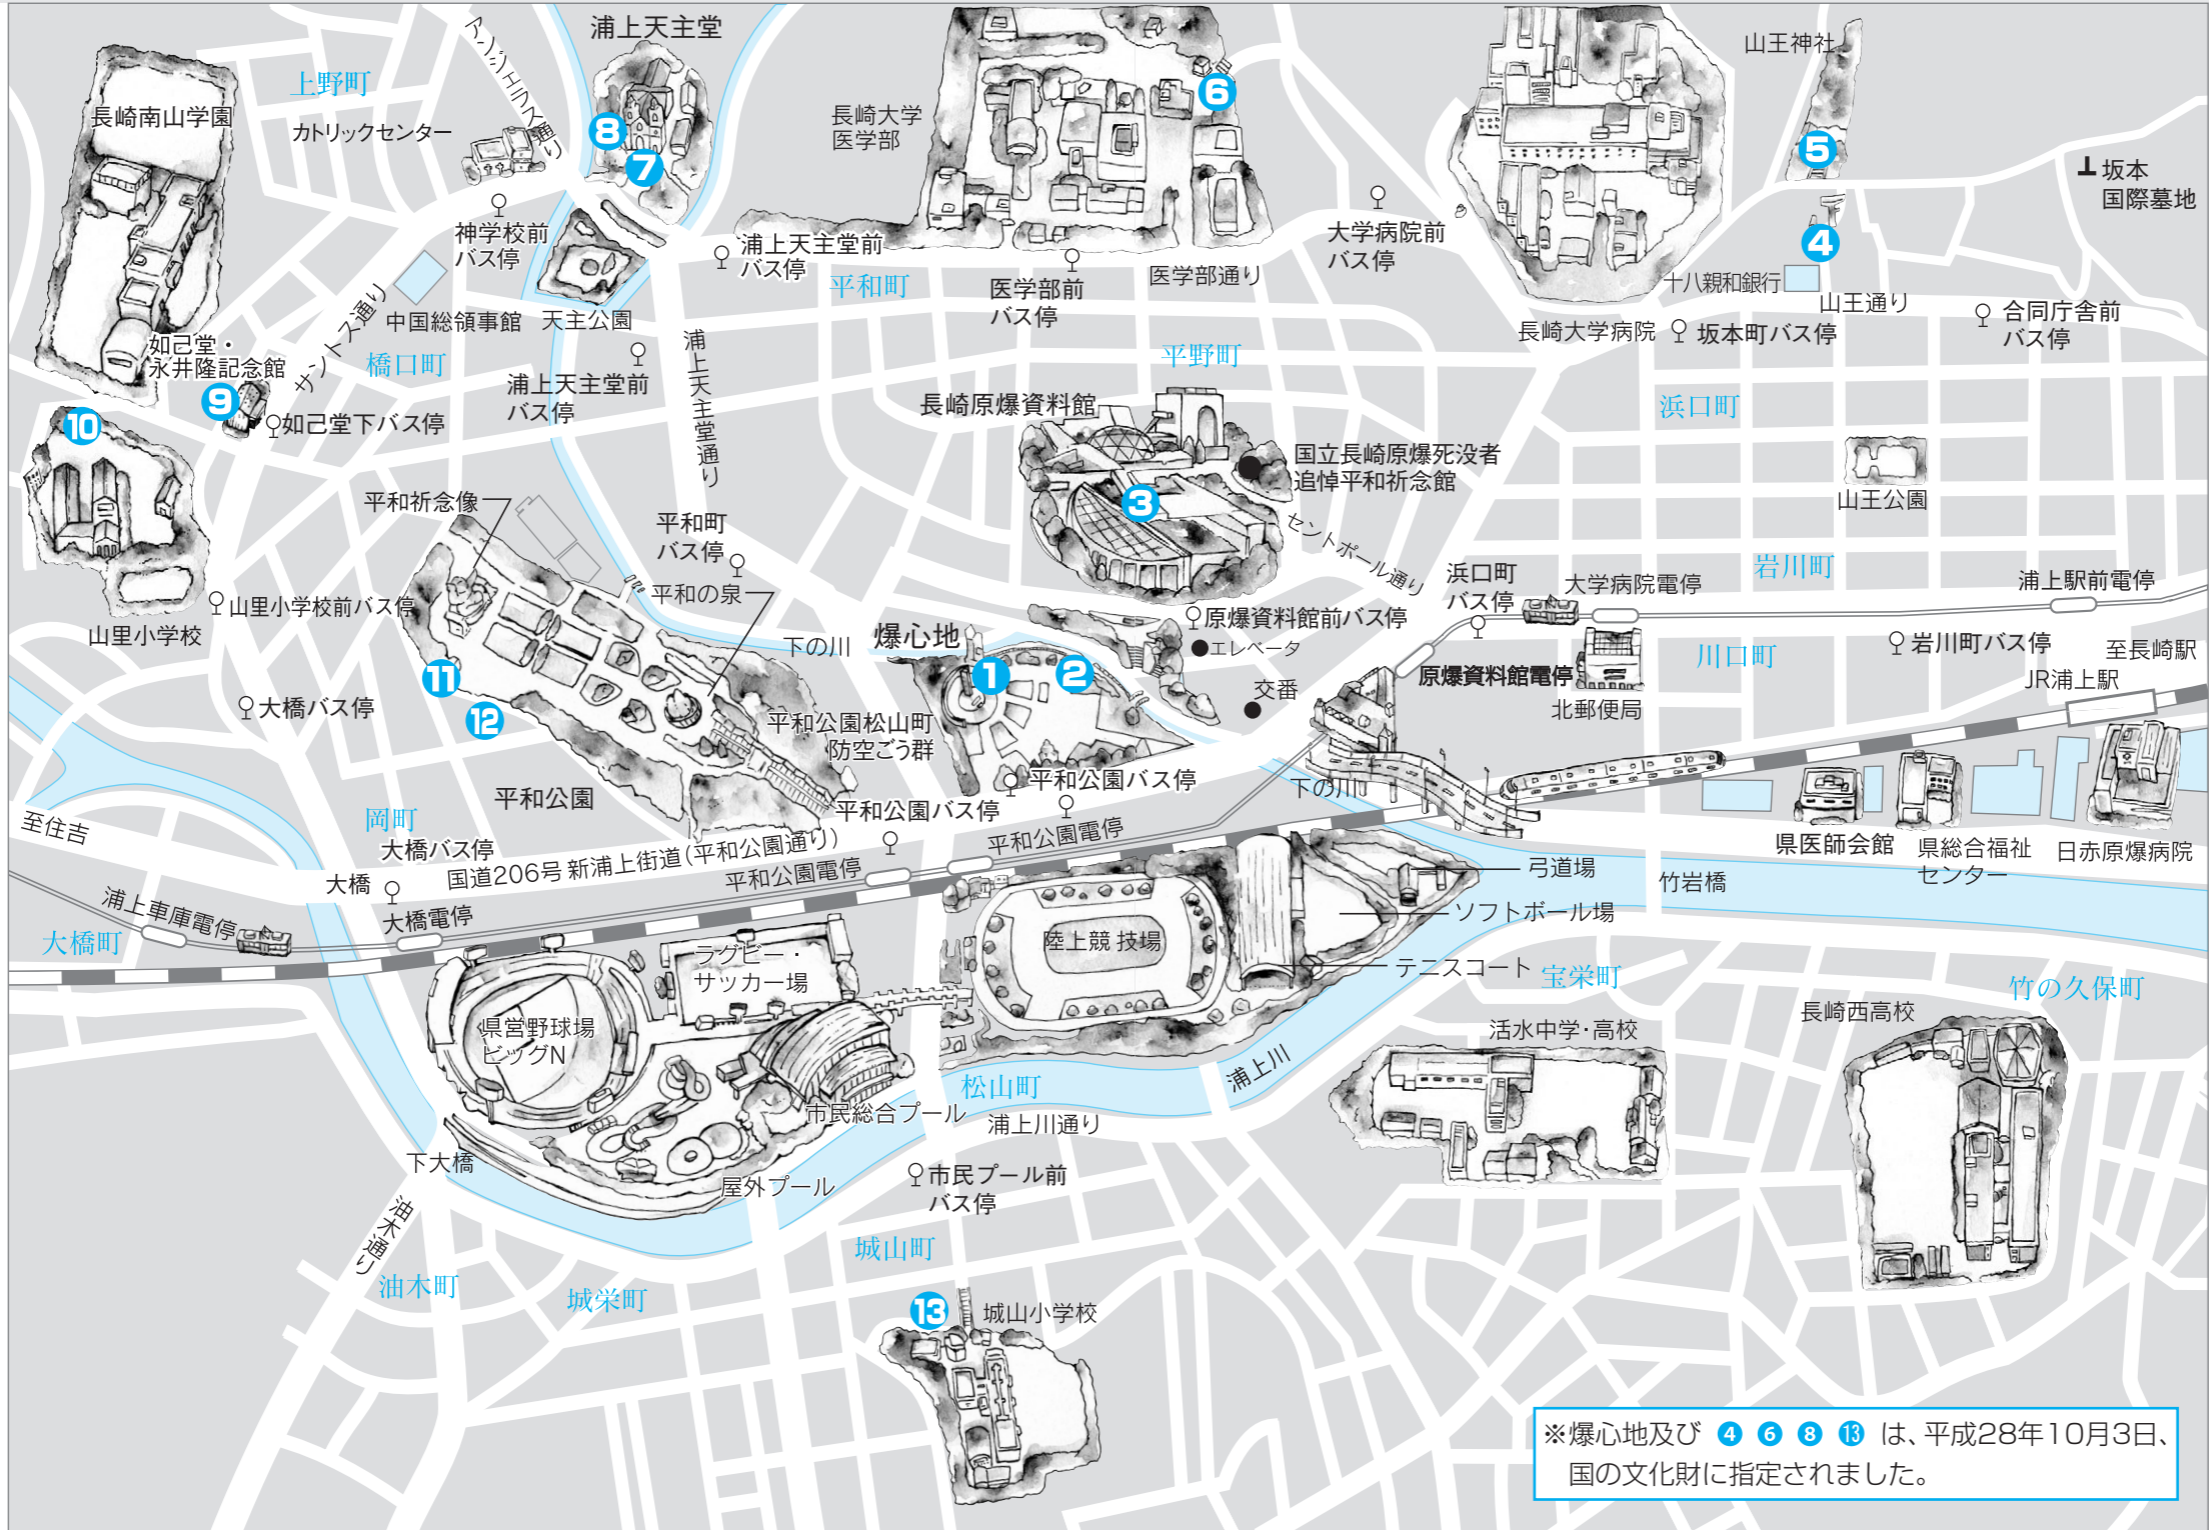 浦上天主堂
アンジェラス通り
上野町
長崎南山学園
カトリックセンター
8
7
長崎大学
医学部
6
山王神社
5
坂本
国際墓地
4
神学校前
バス停
浦上天主堂前
バス停
平和町
医学部前
バス停
医学部通り
大学病院前
バス停
十八親和銀行
山王通り
長崎大学病院
坂本町バス停
合同庁舎前
バス停
サントス通り
中国総領事館
天主公園
橋口町
如己堂・
永井隆記念館
9
如己堂下バス停
浦上天主堂前
バス停
浦上天主堂通り
平野町
浜口町
10
長崎原爆資料館
国立長崎原爆死没者
追悼平和祈念館
3
山王公園
セントポール通り
平和祈念像
平和町
バス停
平和の泉
山里小学校前バス停
山里小学校
岩川町
浜口町
バス停
大学病院電停
浦上駅前電停
原爆資料館前バス停
エレベータ
下の川
爆心地
1
2
岩川町バス停
至長崎駅
川口町
原爆資料館電停
JR浦上駅
交番
北郵便局
11
12
大橋バス停
平和公園松山町
防空ごう群
平和公園
平和公園バス停
平和公園バス停
下の川
平和公園電停
至住吉
岡町
大橋バス停
国道206号 新浦上街道(平和公園通り)
平和公園電停
大橋
大橋電停
浦上車庫電停
大橋町
県医師会館
県総合福祉
センター
日赤原爆病院
弓道場
竹岩橋
ソフトボール場
陸上競技場
テニスコート
宝栄町
竹の久保町
ラグビー・
サッカー場
県営野球場
ビッグN
活水中学・高校
長崎西高校
浦上川
松山町
市民総合プール
浦上川通り
下大橋
屋外プール
市民プール前
バス停
油木通り
城山町
油木町
城栄町
13
城山小学校
※爆心地及び 4 6 8 13 は、平成28年10月3日、
国の文化財に指定されました。